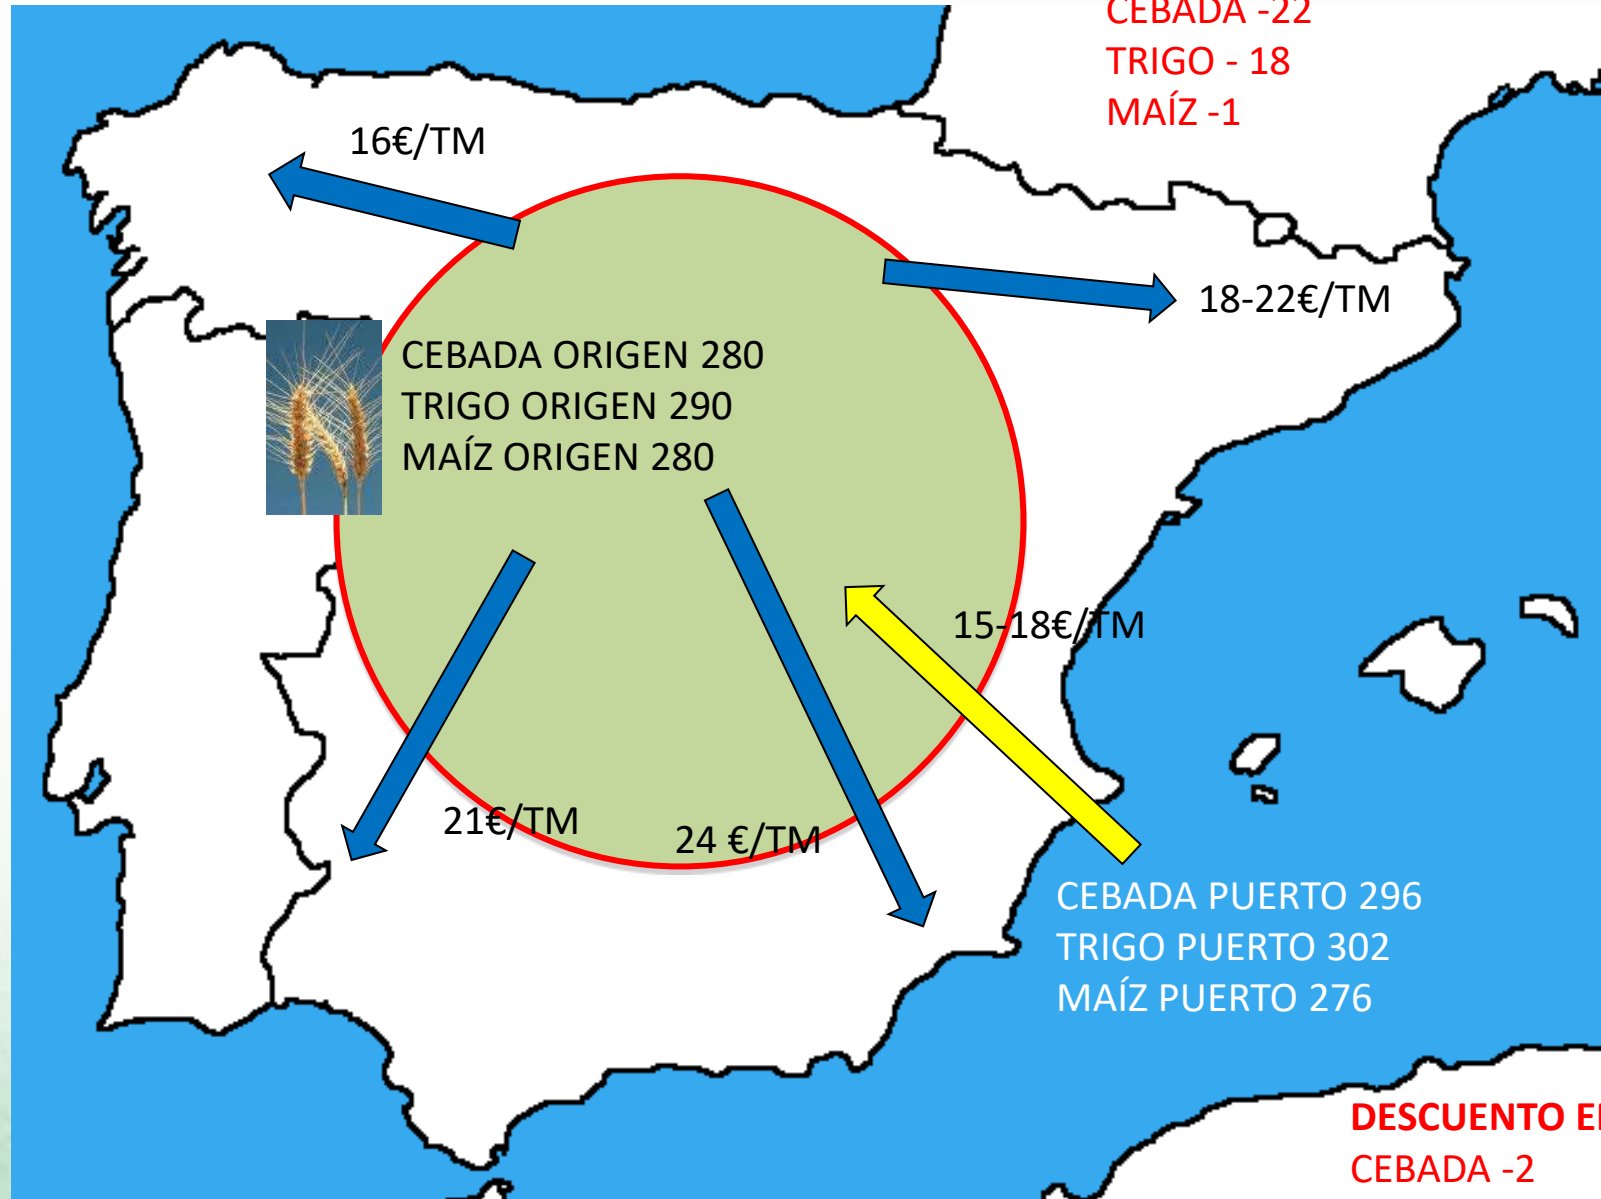 CEBADA -22
TRIGO - 18
MAÍZ -1
16€/TM
18-22€/TM
CEBADA ORIGEN 280
TRIGO ORIGEN 290
MAÍZ ORIGEN 280
15-18€/TM
21€/TM
24 €/TM
CEBADA PUERTO 296
TRIGO PUERTO 302
MAÍZ PUERTO 276
DESCUENTO
CEBADA -2